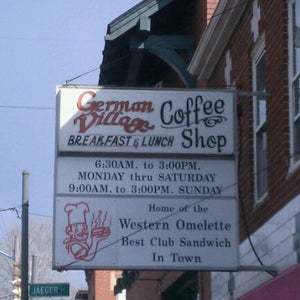 German
Village
Coffee
Shop
BREAKFAST & LUNCH
6:30AM. to 3:00PM.
MONDAY thru SATURDAY
9:00AM. to 3:00PM. SUNDAY
Home of the
Western Omelette
Best Club Sandwich
In Town
JAEGER